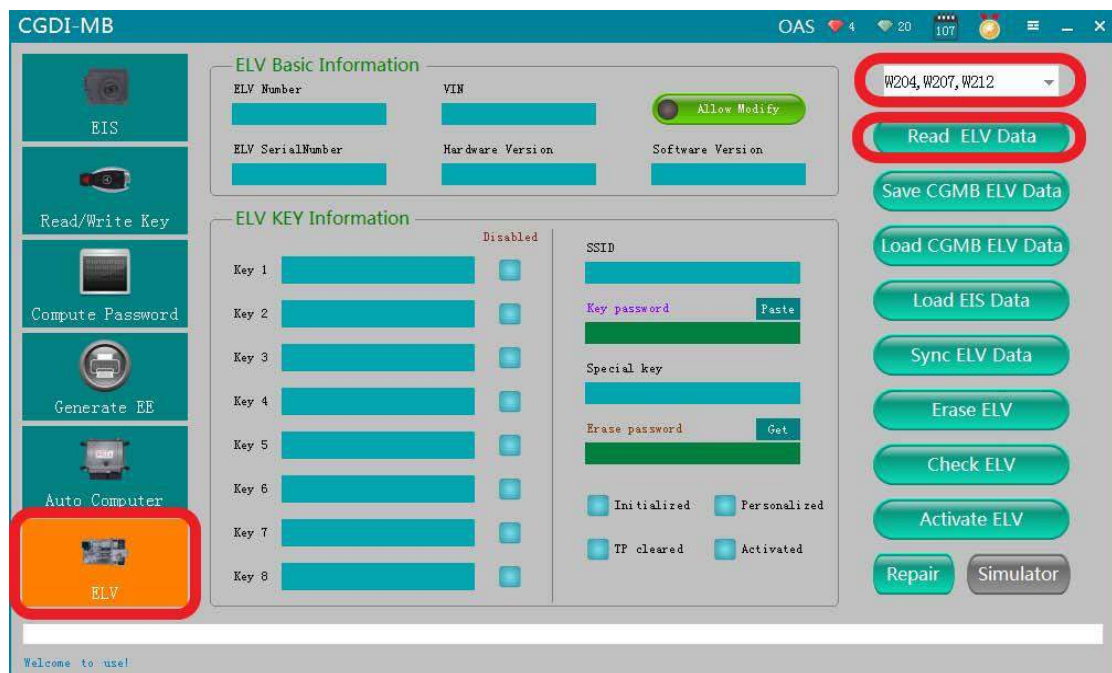 CGDI-MB
OAS 4 20 107
EIS
Read/Write Key
Compute Password
Generate EE
Auto Computer
ELV
ELV Basic Information
ELV Number VIN
Allow Modify
ELV SerialNumber Hardware Version Software Version
ELV KEY Information
Disabled
Key 1
Key 2
Key 3
Key 4
Key 5
Key 6
Key 7
Key 8
SSID
Key password Paste
Special key
Erase password Get
Initialized Personalized
TP cleared Activated
W204,W207,W212
Read ELV Data
Save CGMB ELV Data
Load CGMB ELV Data
Load EIS Data
Sync ELV Data
Erase ELV
Check ELV
Activate ELV
Repair Simulator
Welcome to use!